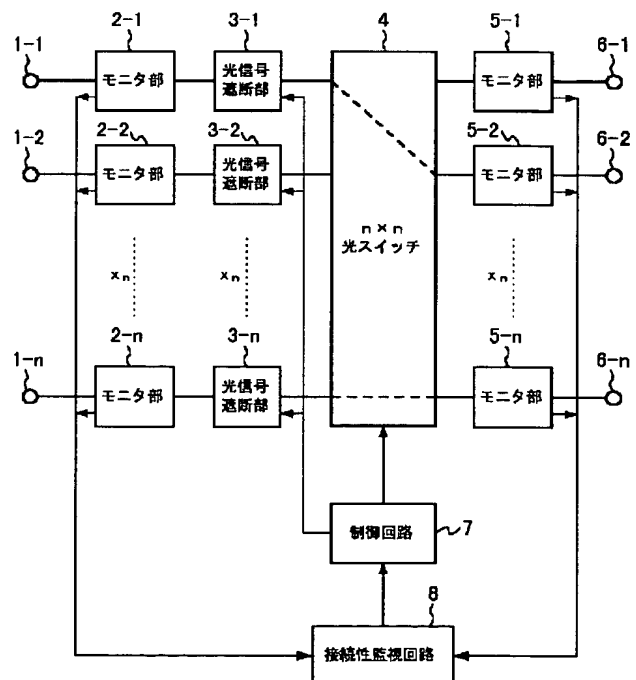 2-1
3-1
4
5-1
1-1
6-1
モニタ部
光信号
遮断部
モニタ部
1-2
2-2
3-2
5-2
6-2
モニタ部
光信号
遮断部
モニタ部
n×n
光スイッチ
xn
xn
xn
2-n
3-n
5-n
1-n
6-n
モニタ部
光信号
遮断部
モニタ部
制御回路
7
8
接続性監視回路